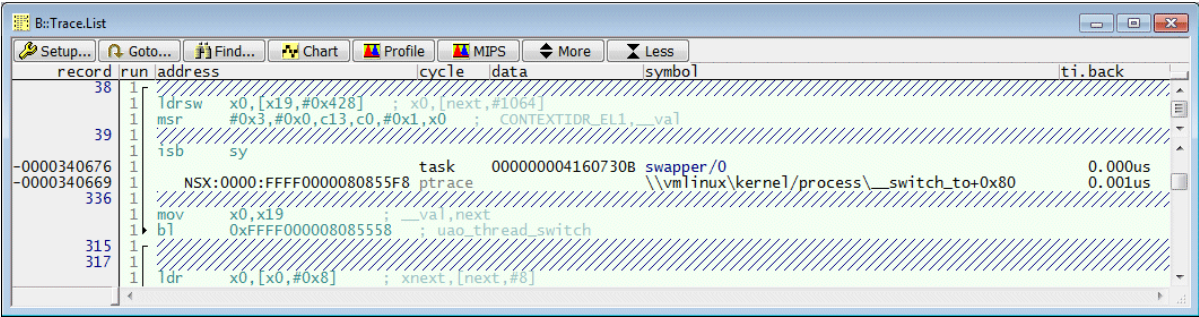 B::Trace.List
Setup... Goto... Find... Chart Profile MIPS More Less
record run address cycle data symbol ti.back
38 1
1 ldrsw x0,[x19,#0x428] ; x0,[next,#1064]
1 msr #0x3,#0x0,c13,c0,#0x1,x0 ; CONTEXTIDR_EL1,__val
39 1
1 isb sy
-0000340676 1 task 000000004160730B swapper/0 0.000us
-0000340669 1 NSX:0000:FFFF0000080855F8 ptrace \\vmlinux\kernel/process\__switch_to+0x80 0.001us
336 1
1 mov x0,x19 ; __val,next
1 bl 0xFFFF000008085558 ; uao_thread_switch
315 1
317 1
1 ldr x0,[x0,#0x8] ; xnext,[next,#8]